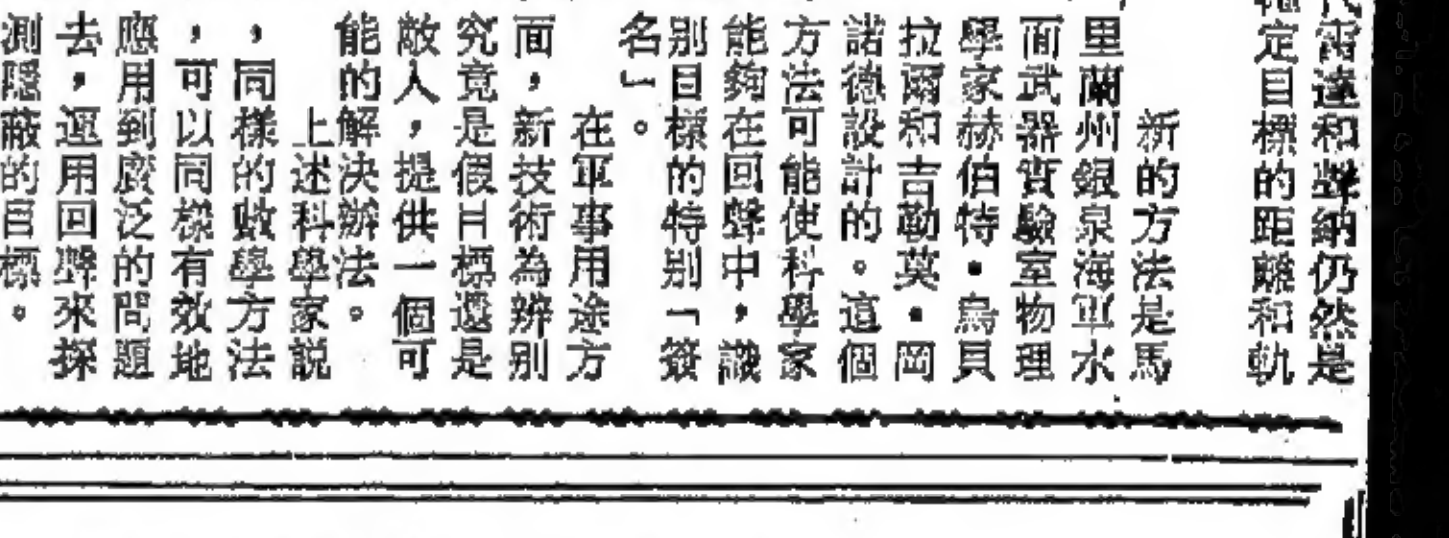 代雷達和聲納仍然是
定目標的距離和軌
新的方法是馬
里蘭州銀泉海軍水
面武器實驗室物理
學家赫伯特・烏貝
拉爾和吉勒莫・岡
諾德設計的。這個
方法可能使科學家
能夠在回聲中，識
別目標的特別「簽
名」。
在軍事用途方
面，新技術為辨別
究竟是假目標還是
敵人，提供一個可
能的解決辦法。
上述科學家說
，同樣的數學方法
，可以同樣有效地
應用到廣泛的問題
去，運用回聲來探
測隱蔽的目標。